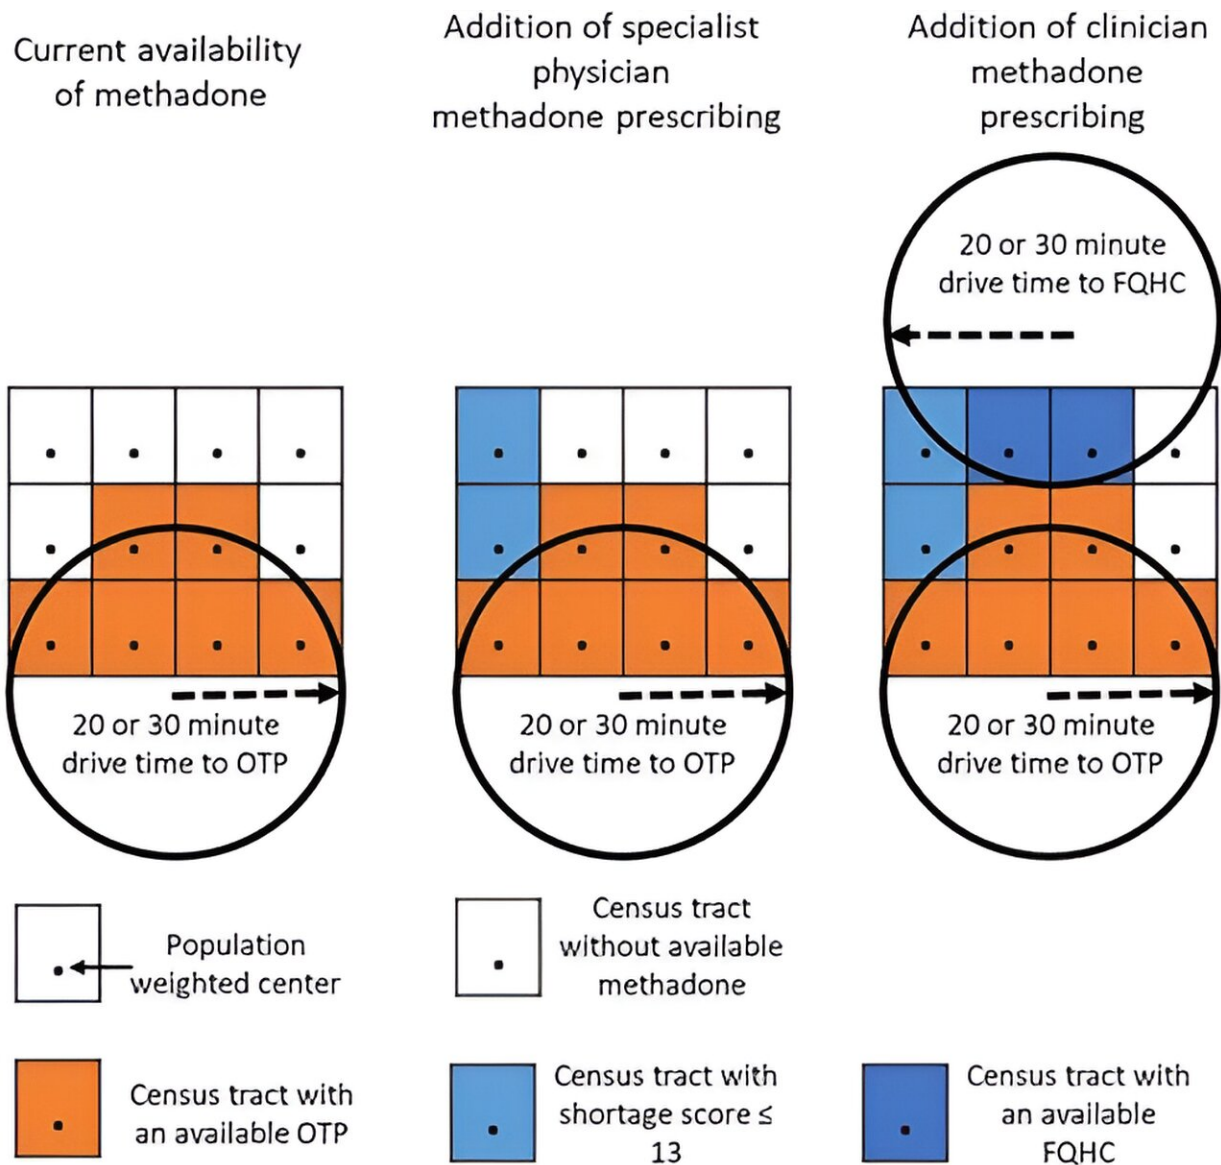 Current availability
of methadone
Addition of specialist
physician
methadone prescribing
Addition of clinician
methadone
prescribing
20 or 30 minute
drive time to FQHC
20 or 30 minute
drive time to OTP
20 or 30 minute
drive time to OTP
20 or 30 minute
drive time to OTP
Population
weighted center
Census tract
without available
methadone
Census tract with
an available OTP
Census tract with
shortage score ≤
13
Census tract with
an available
FQHC